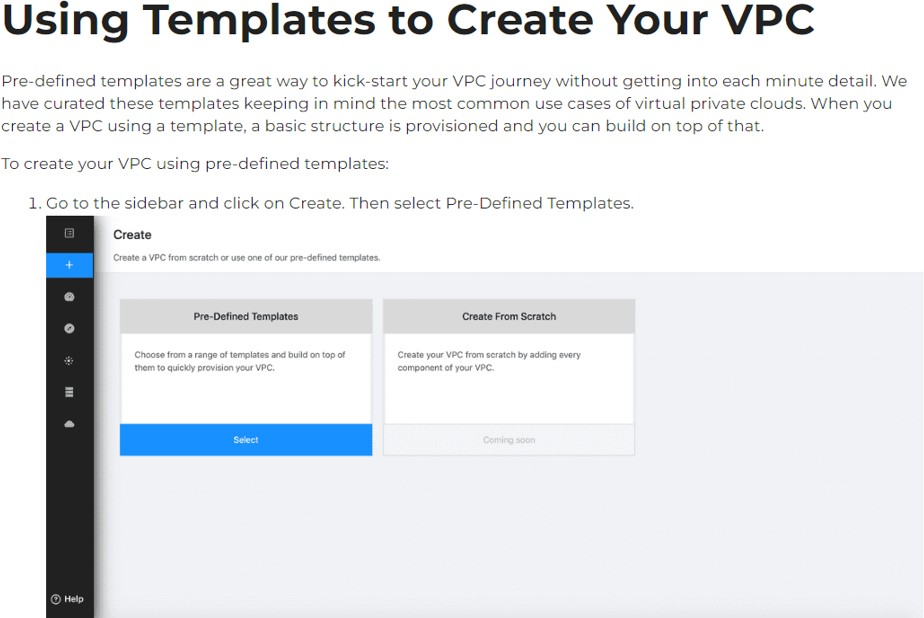 Using Templates to Create Your VPC
Pre-defined templates are a great way to kick-start your VPC journey without getting into each minute detail. We
have curated these templates keeping in mind the most common use cases of virtual private clouds. When you
create a VPC using a template, a basic structure is provisioned and you can build on top of that.
To create your VPC using pre-defined templates:
1. Go to the sidebar and click on Create. Then select Pre-Defined Templates.
Create
Create a VPC from scratch or use one of our pre-defined templates.
Pre-Defined Templates
Choose from a range of templates and build on top of
them to quickly provision your VPC.
Select
Create From Scratch
Create your VPC from scratch by adding every
component of your VPC.
Coming soon
Help